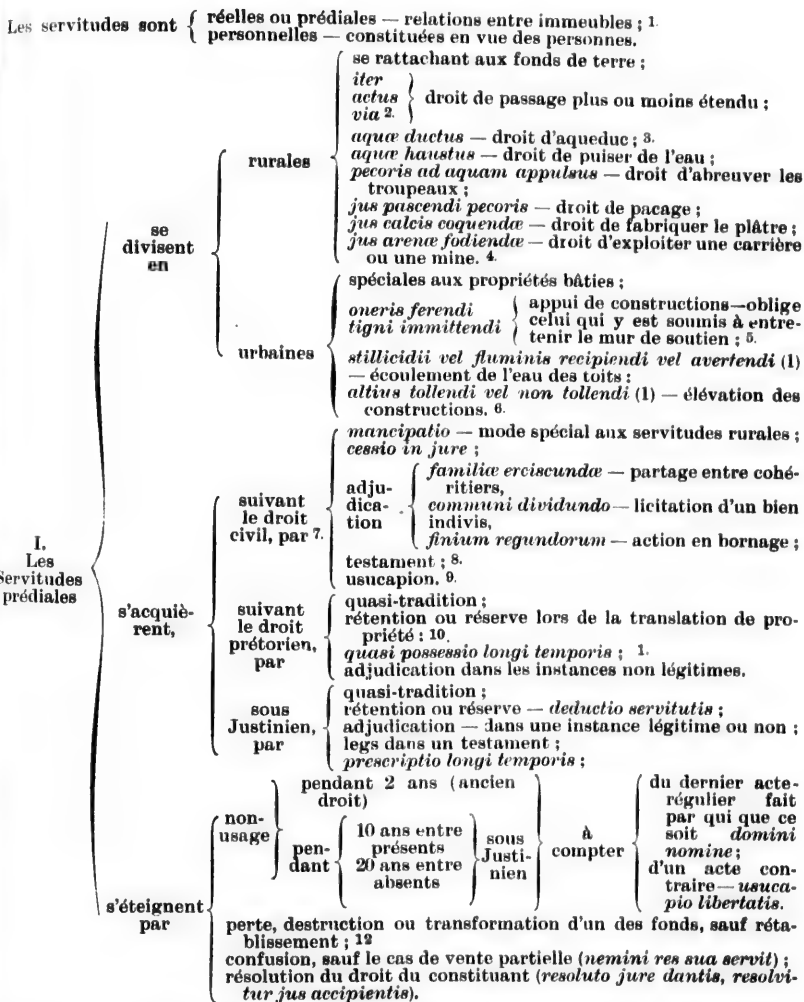 Les servitudes sont
réelles ou prédiales — relations entre immeubles ; 1.
personnelles — constituées en vue des personnes.
I.
Les
Servitudes
prédiales
se
divisent
en
rurales
se rattachant aux fonds de terre ;
iter
actus
via 2.
droit de passage plus ou moins étendu ;
aquæ ductus — droit d'aqueduc ; 3.
aquæ haustus — droit de puiser de l'eau ;
pecoris ad aquam appulsus — droit d'abreuver les
troupeaux ;
jus pascendi pecoris — droit de pacage ;
jus calcis coquendæ — droit de fabriquer le plâtre ;
jus arenæ fodiendæ — droit d'exploiter une carrière
ou une mine. 4.
urbaines
spéciales aux propriétés bâties ;
oneris ferendi
tigni immittendi
appui de constructions—oblige
celui qui y est soumis à entre-
tenir le mur de soutien ; 5.
stillicidii vel fluminis recipiendi vel avertendi (1)
— écoulement de l'eau des toits ;
altius tollendi vel non tollendi (1) — élévation des
constructions. 6.
s'acquiè-
rent,
suivant
le droit
civil, par 7.
mancipatio — mode spécial aux servitudes rurales ;
cessio in jure ;
adju-
dica-
tion
familiæ erciscundæ — partage entre cohé-
ritiers,
communi dividundo — licitation d'un bien
indivis,
finium regundorum — action en bornage ;
testament ; 8.
usucapion. 9.
suivant
le droit
prétorien,
par
quasi-tradition ;
rétention ou réserve lors de la translation de pro-
priété : 10.
quasi possessio longi temporis ; 1.
adjudication dans les instances non légitimes.
sous
Justinien,
par
quasi-tradition ;
rétention ou réserve — deductio servitutis ;
adjudication — dans une instance légitime ou non ;
legs dans un testament ;
prescriptio longi temporis ;
s'éteignent
par
non-
usage
pendant 2 ans (ancien
droit)
pen-
dant
10 ans entre
présents
20 ans entre
absents
sous
Justi-
nien
à
compter
du dernier acte-
régulier fait
par qui que ce
soit domini
nomine ;
d'un acte con-
traire — usuca-
pio libertatis.
perte, destruction ou transformation d'un des fonds, sauf réta-
blissement ; 12
confusion, sauf le cas de vente partielle (nemini res sua servit) ;
résolution du droit du constituant (resoluto jure dantis, resolvi-
tur jus accipientis).